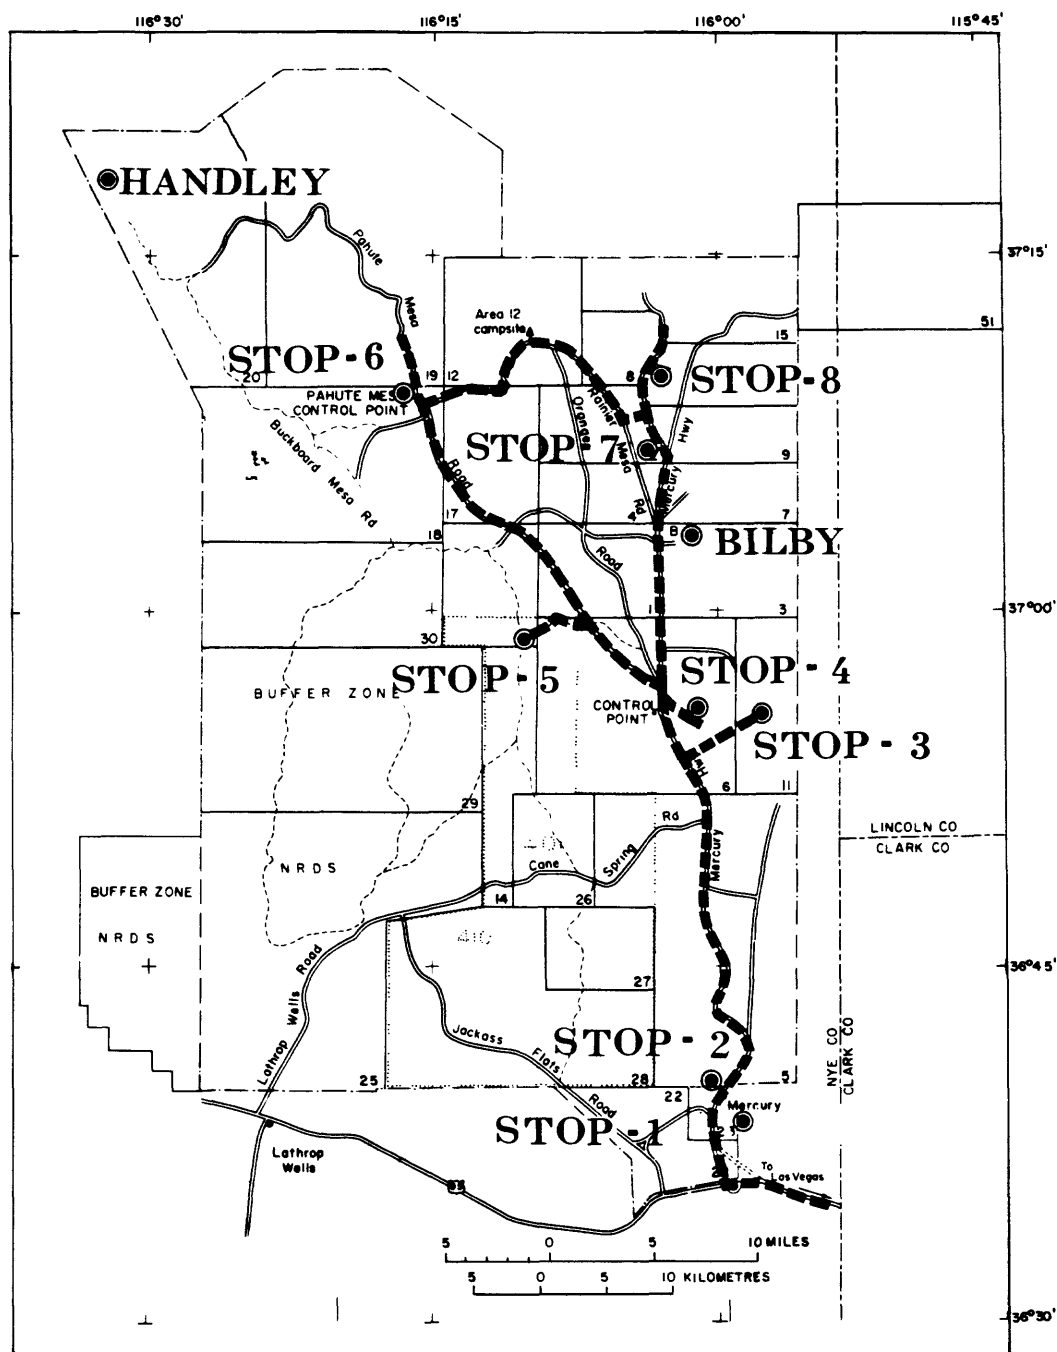 116°30'
116°15'
116°00'
115°45'
HANDLEY
Pahute
37°15'
Mesa
Area 12
campsite
51
15
STOP-6
20
19
12
8
STOP-8
PAHUTE MES
CONTROL POINT
Rainier
Oranges
Buckboard Mesa Rd
STOP 7
Mesa
Hwy
9
Road
Mercury
Rd
17
4
7
18
B
BILBY
Road
1
3
37°00'
30
STOP-5
STOP-4
BUFFER ZONE
CONTROL
POINT
STOP-3
6
11
29
Rd
LINCOLN CO
CLARK CO
Mercury
401
Spring
Cane
NRDS
BUFFER ZONE
14
26
NRDS
410
Road
36°45'
27
Wells
Jackass
STOP-2
NYE CO
CLARK CO
Flats
Lathrop
25
28
5
22
Road
Mercury
STOP-1
To
Las Vegas
Lathrop
Wells
95
5 0 5 10 MILES
5 0 5 10 KILOMETRES
36°30'